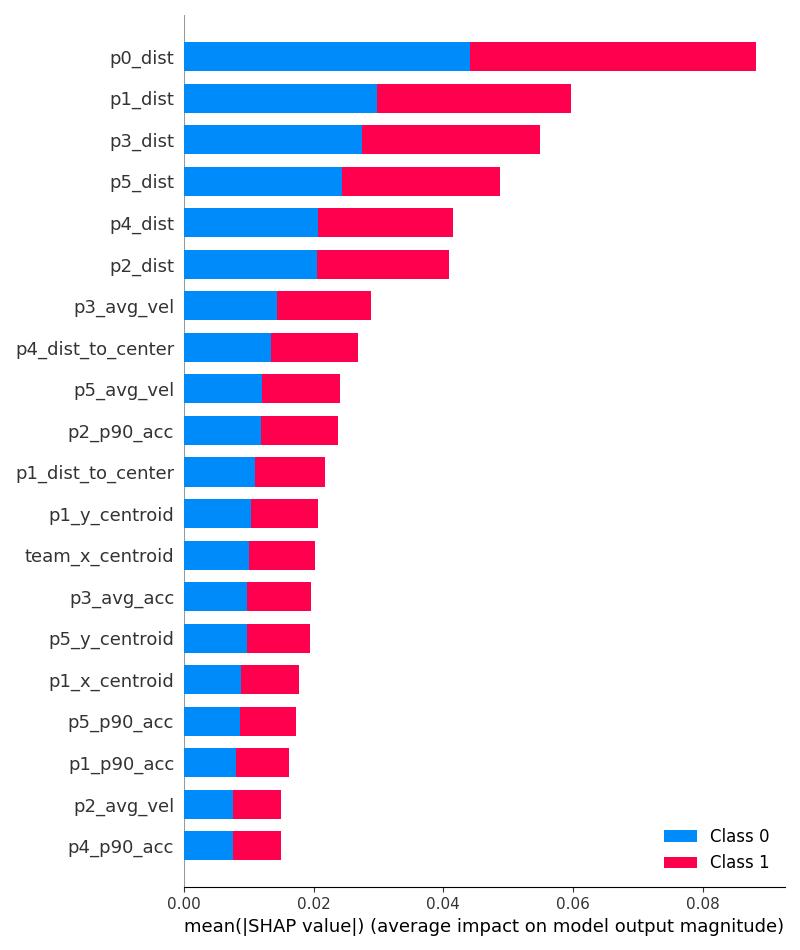 p0_dist
p1_dist
p3_dist
p5_dist
p4_dist
p2_dist
p3_avg_vel
p4_dist_to_center
p5_avg_vel
p2_p90_acc
p1_dist_to_center
p1_y_centroid
team_x_centroid
p3_avg_acc
p5_y_centroid
p1_x_centroid
p5_p90_acc
p1_p90_acc
p2_avg_vel
p4_p90_acc
Class 0
Class 1
0.00 0.02 0.04 0.06 0.08
mean(|SHAP value|) (average impact on model output magnitude)